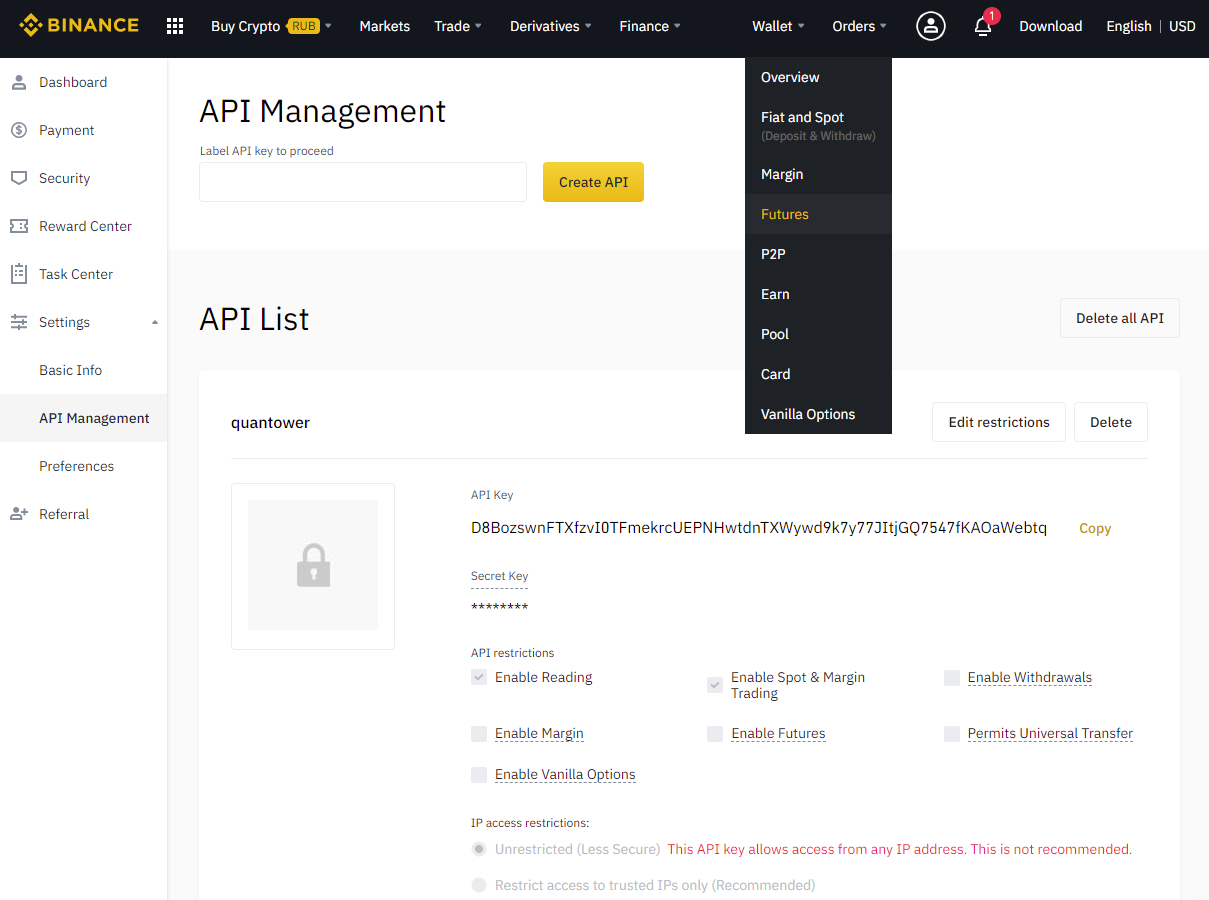 BINANCE Buy Crypto RUB Markets Trade Derivatives Finance Wallet Orders 1 Download English | USD
Dashboard
Payment
Security
Reward Center
Task Center
Settings
Basic Info
API Management
Preferences
Referral
Overview
Fiat and Spot
(Deposit & Withdraw)
Margin
Futures
P2P
Earn
Pool
Card
Vanilla Options
API Management
Label API key to proceed
Create API
API List
Delete all API
quantower
Edit restrictions Delete
API Key
D8BozswnFTXfzvI0TFmekrcUEPNHwtdnTXWywd9k7y77JItjGQ7547fKAOaWebtq Copy
Secret Key
********
API restrictions
Enable Reading
Enable Spot & Margin
Trading
Enable Withdrawals
Enable Margin
Enable Futures
Permits Universal Transfer
Enable Vanilla Options
IP access restrictions:
Unrestricted (Less Secure) This API key allows access from any IP address. This is not recommended.
Restrict access to trusted IPs only (Recommended)